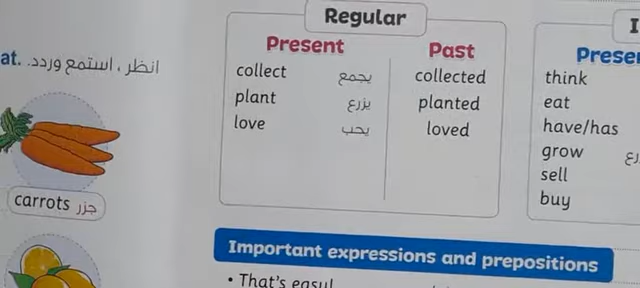 at. انظر ، استمع وردد.
carrots جزر
Regular
Present Past
collect يجمع collected
plant يزرع planted
love يحب loved
think
eat
have/has
grow
sell
buy
Important expressions and prepositions
• That's easy!